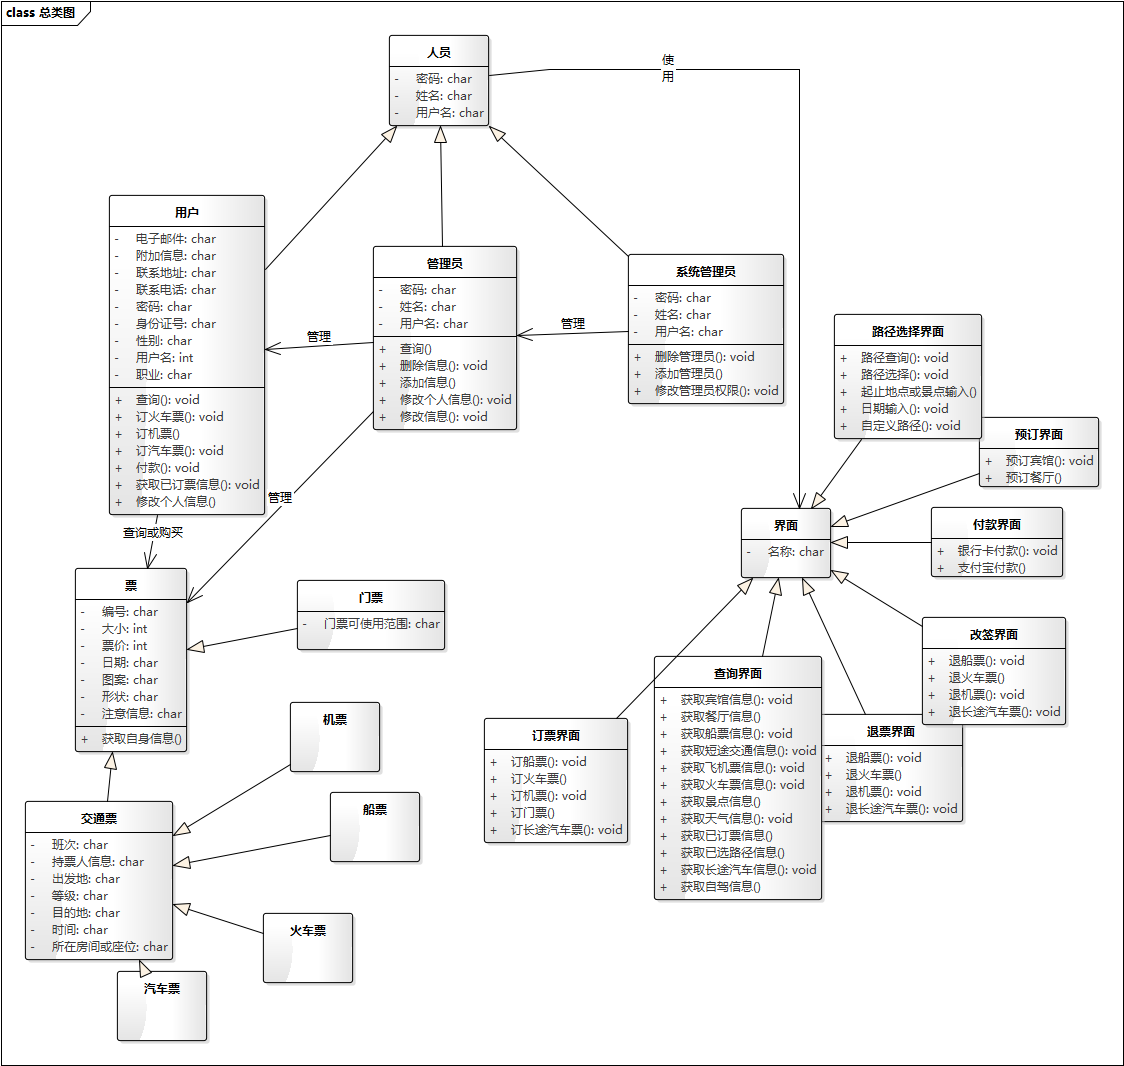 class 总类图
人员
- 密码: char
- 姓名: char
- 用户名: char
使
用
用户
- 电子邮件: char
- 附加信息: char
- 联系地址: char
- 联系电话: char
- 密码: char
- 身份证号: char
- 性别: char
- 用户名: int
- 职业: char
+ 查询(): void
+ 订火车票(): void
+ 订机票()
+ 订汽车票(): void
+ 付款(): void
+ 获取已订票信息(): void
+ 修改个人信息()
管理
管理员
- 密码: char
- 姓名: char
- 用户名: char
+ 查询()
+ 删除信息(): void
+ 添加信息()
+ 修改个人信息(): void
+ 修改信息(): void
管理
系统管理员
- 密码: char
- 姓名: char
- 用户名: char
+ 删除管理员(): void
+ 添加管理员()
+ 修改管理员权限(): void
路径选择界面
+ 路径查询(): void
+ 路径选择(): void
+ 起止地点或景点输入()
+ 日期输入(): void
+ 自定义路径(): void
预订界面
+ 预订宾馆(): void
+ 预订餐厅()
管理
查询或购买
界面
- 名称: char
付款界面
+ 银行卡付款(): void
+ 支付宝付款()
票
- 编号: char
- 大小: int
- 票价: int
- 日期: char
- 图案: char
- 形状: char
- 注意信息: char
+ 获取自身信息()
门票
- 门票可使用范围: char
改签界面
+ 退船票(): void
+ 退火车票()
+ 退机票(): void
+ 退长途汽车票(): void
查询界面
+ 获取宾馆信息(): void
+ 获取餐厅信息()
+ 获取船票信息(): void
+ 获取短途交通信息(): void
+ 获取飞机票信息(): void
+ 获取火车票信息(): void
+ 获取景点信息()
+ 获取天气信息(): void
+ 获取已订票信息()
+ 获取已选路径信息()
+ 获取长途汽车信息(): void
+ 获取自驾信息()
订票界面
+ 订船票(): void
+ 订火车票()
+ 订机票(): void
+ 订门票()
+ 订长途汽车票(): void
退票界面
+ 退船票(): void
+ 退火车票()
+ 退机票(): void
+ 退长途汽车票(): void
机票
船票
交通票
- 班次: char
- 持票人信息: char
- 出发地: char
- 等级: char
- 目的地: char
- 时间: char
- 所在房间或座位: char
火车票
汽车票